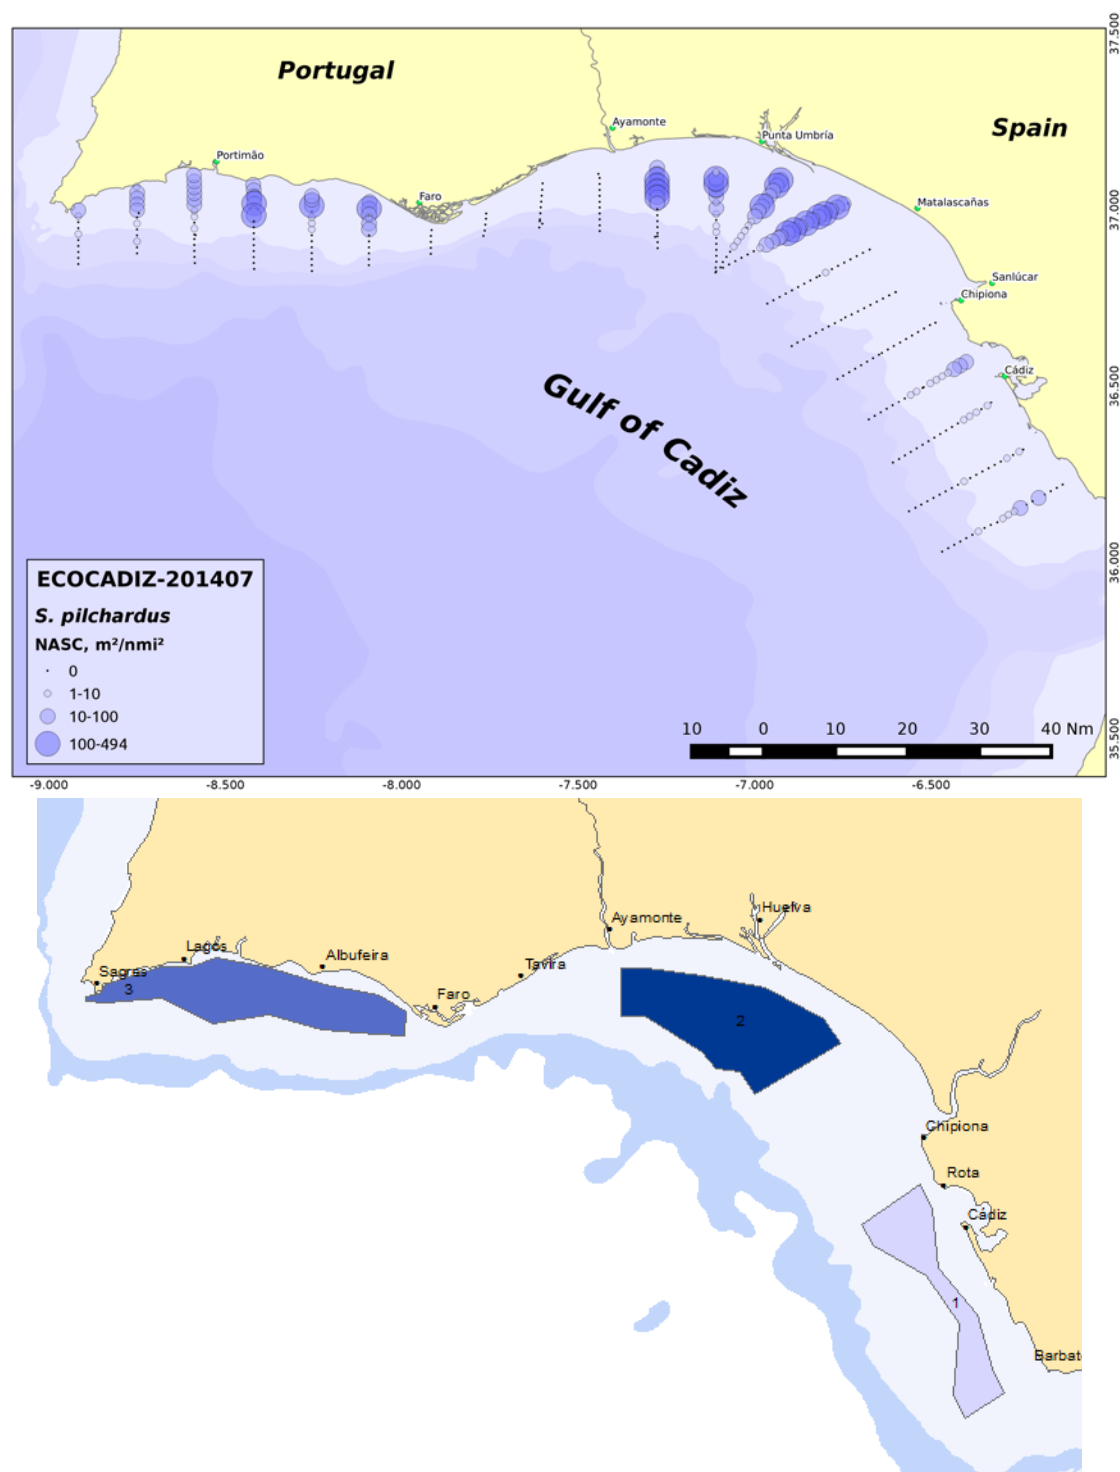 37.500
Portugal
Spain
Ayamonte
Punta Umbría
Portimão
Faro
Matalascañas
37.000
Sanlúcar
Chipiona
Cádiz
36.500
Gulf of Cadiz
36.000
ECOCADIZ-201407
S. pilchardus
NASC, m²/nmi²
0
1-10
10-100
100-494
10 0 10 20 30 40 Nm
35.500
-9.000 -8.500 -8.000 -7.500 -7.000 -6.500
Huelva
Ayamonte
Lagos
Albufeira
Tavira
Sagres
3
Faro
2
Chipiona
Rota
Cádiz
1
Barbat